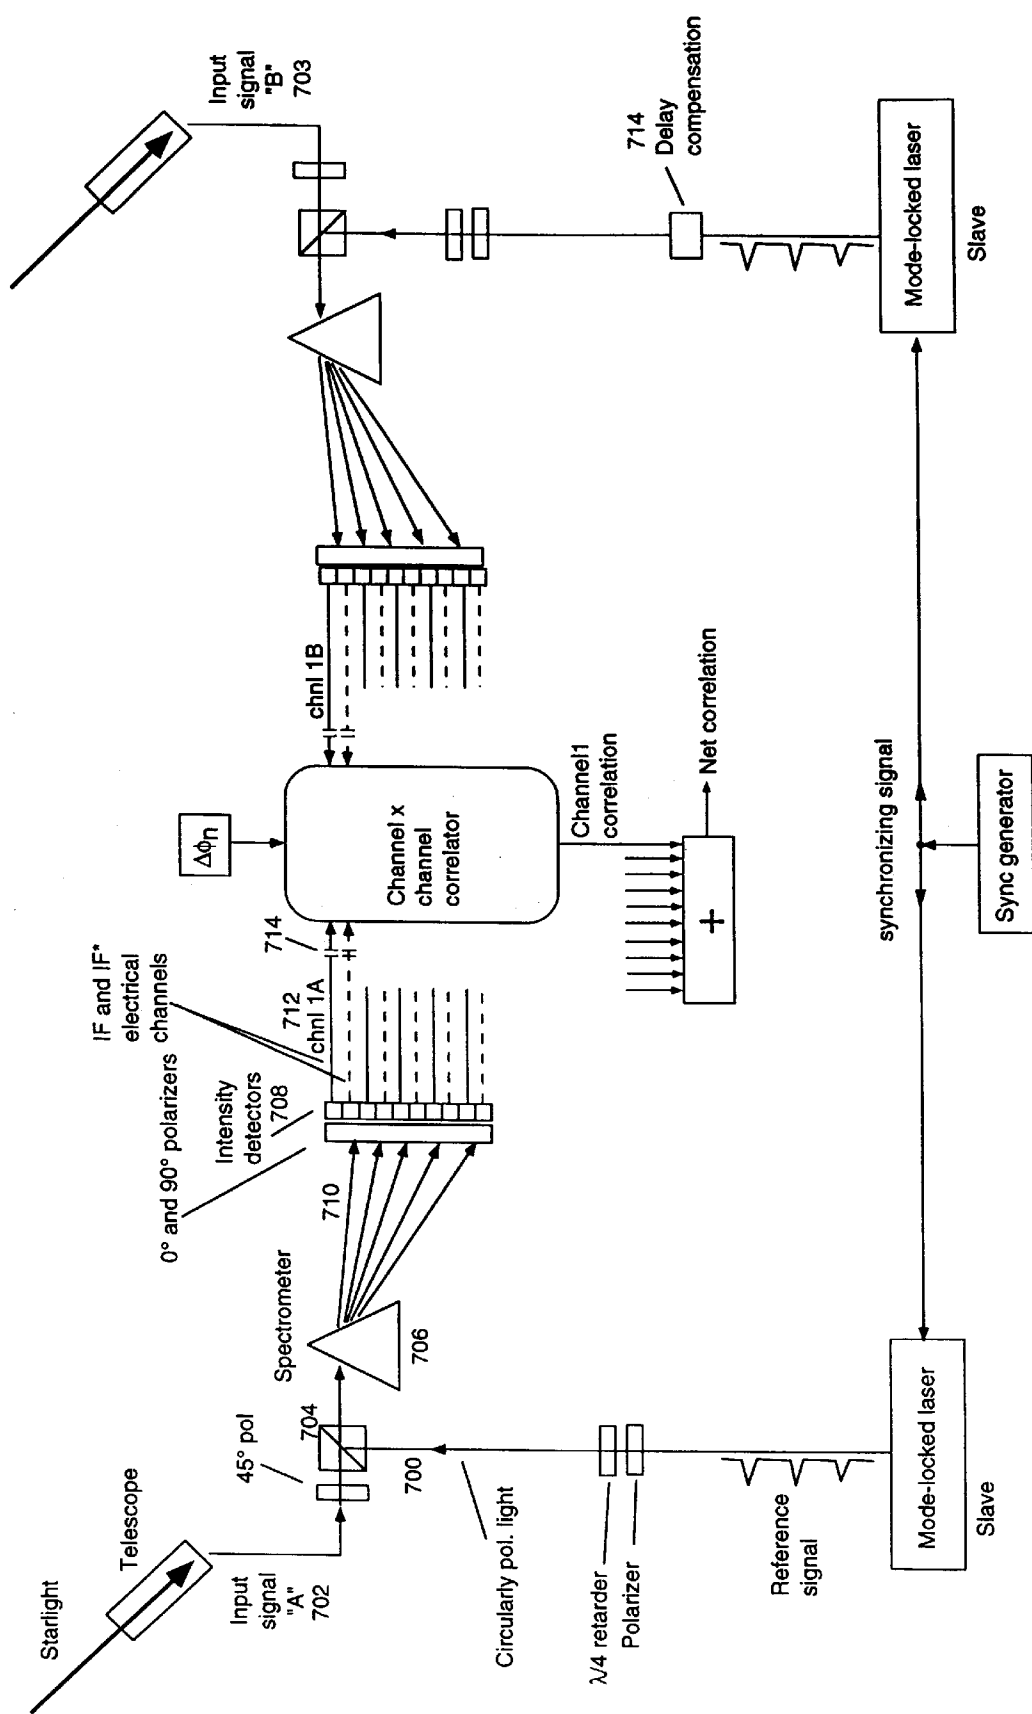 Starlight
Telescope
Input
signal
"A"
702
45° pol
704
700
Circularly pol. light
λ/4 retarder
Polarizer
Reference
signal
Mode-locked laser
Slave
Spectrometer
706
710
0° and 90° polarizers
Intensity
detectors
708
IF and IF*
electrical
channels
712
chnl 1A
714
Δϕn
Channel x
channel
correlator
Channel1
correlation
+
Net correlation
synchronizing signal
Sync generator
chnl 1B
Input
signal
"B"
703
714
Delay
compensation
Mode-locked laser
Slave